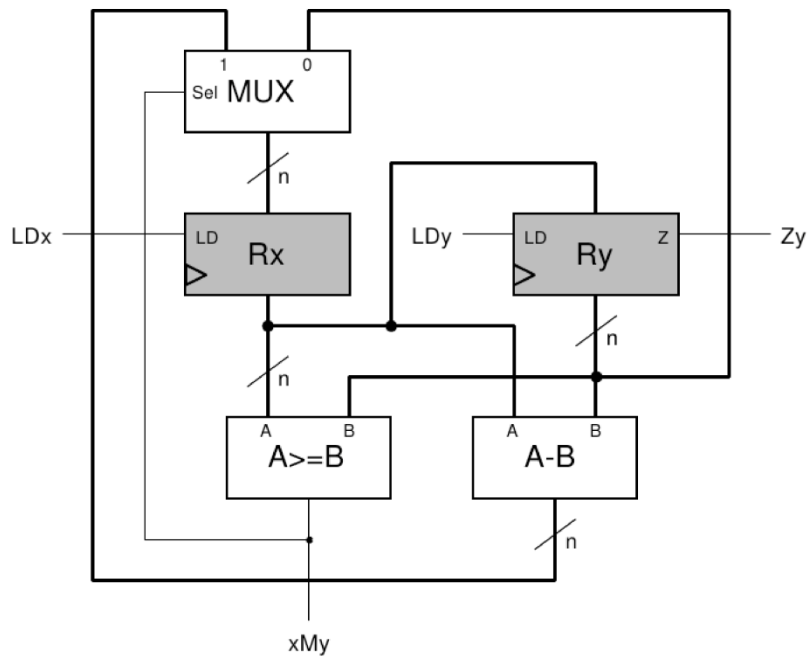 1 0
Sel MUX
n
LDx LD Rx
LDy LD Ry Z Zy
n
n
A B
A>=B
A B
A-B
n
xMy